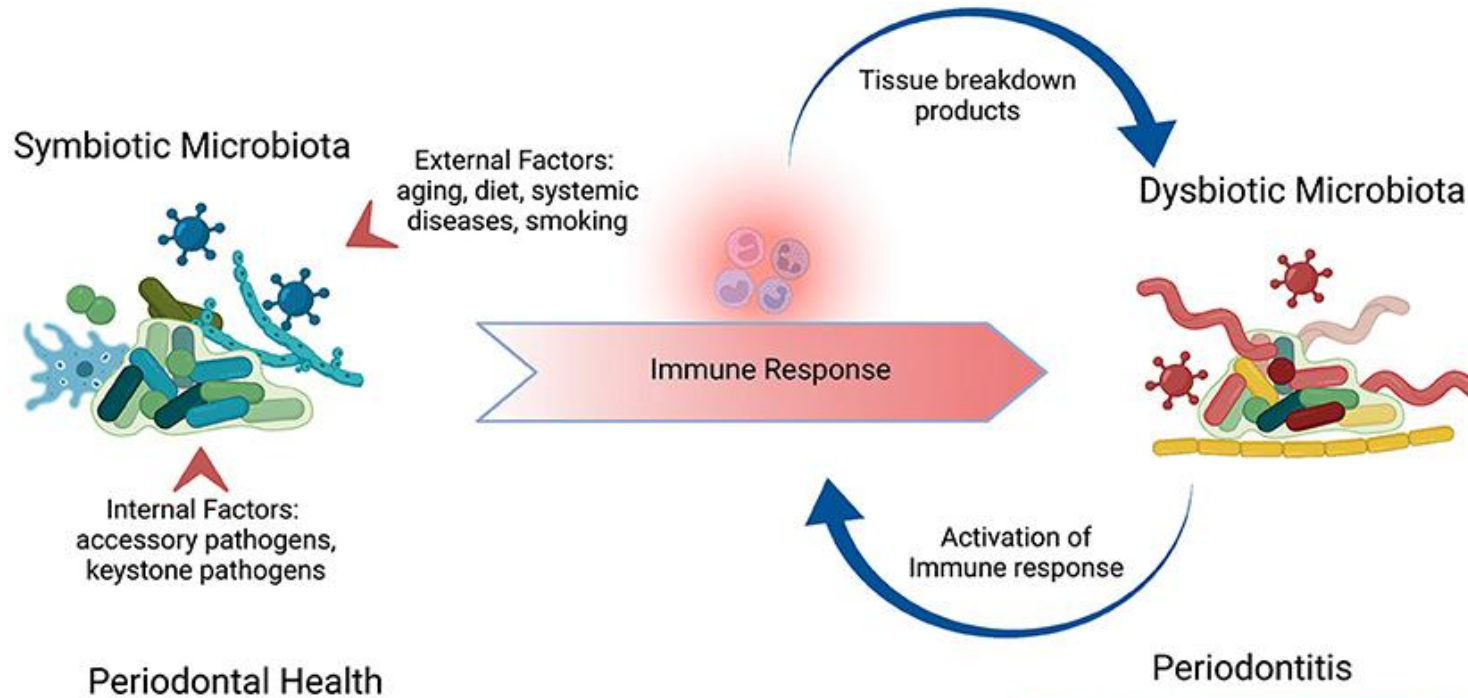 Symbiotic Microbiota
External Factors:
aging, diet, systemic
diseases, smoking
Internal Factors:
accessory pathogens,
keystone pathogens
Periodontal Health
Immune Response
Tissue breakdown
products
Dysbiotic Microbiota
Activation of
Immune response
Periodontitis